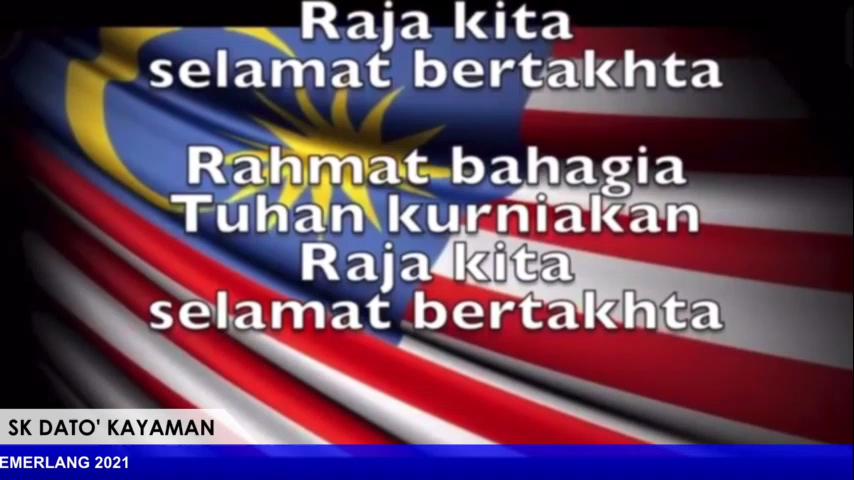 Raja kita
selamat bertakhta
Rahmat bahagia
Tuhan kurniakan
Raja kita
selamat bertakhta
SK DATO' KAYAMAN
EMERLANG 2021